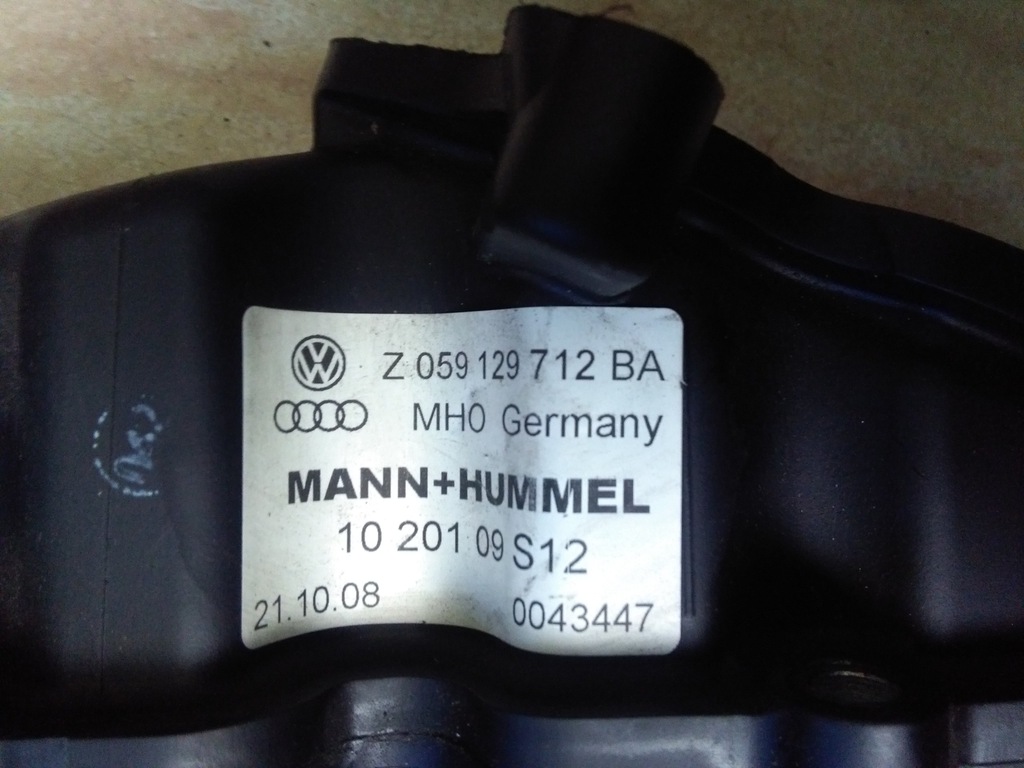 Z 059 129 712 BA
MH0 Germany
MANN+HUMMEL
10 201 09 S12
21.10.08 0043447